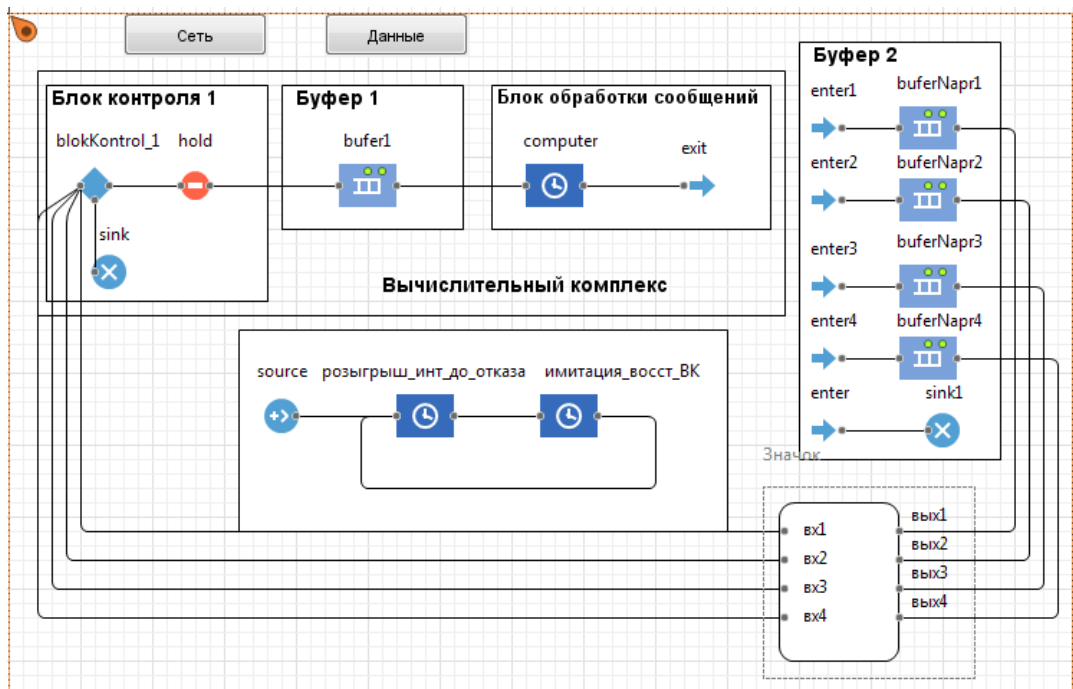 Сеть
Данные
Блок контроля 1
blokKontrol_1
hold
sink
Буфер 1
bufer1
Блок обработки сообщений
computer
exit
Вычислительный комплекс
Буфер 2
enter1
buferNapr1
enter2
buferNapr2
enter3
buferNapr3
enter4
buferNapr4
enter
sink1
source
розыгрыш_инт_до_отказа
имитация_восст_ВК
Значок
вх1
вх2
вх3
вх4
вых1
вых2
вых3
вых4